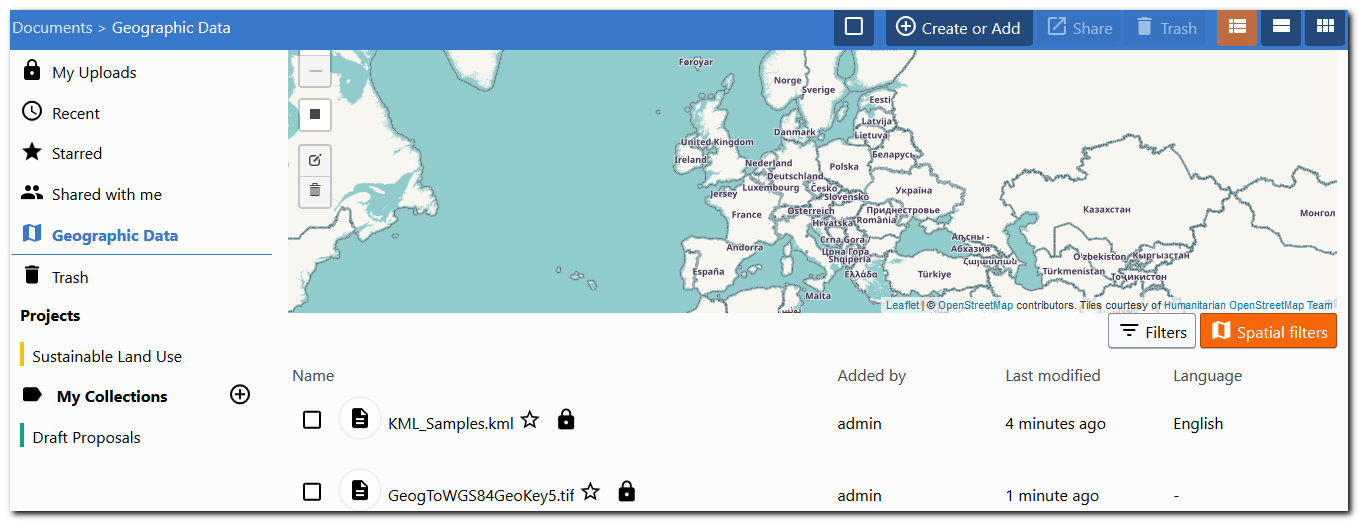 Documents > Geographic Data
Create or Add
Share
Trash
My Uploads
Recent
Starred
Shared with me
Geographic Data
Trash
Projects
Sustainable Land Use
My Collections
Draft Proposals
Føroyar
Norge
Sverige
Eesti
Latvija
Lietuva
Danmark
United Kingdom
Ireland
Nederland
Беларусь
Polska
Deutschland
Luxembourg
Česko
Slovensko
Україна
Jersey
France
Österreich
Приднестровье
România
Hrvatska
Казахстан
Монгол
Crna Gora /
Црна Гора
Shqipëria
Аҧсны -
Абхазия
Andorra
España
Ελλάδα
Türkiye
Հայաստան
O'zbekiston
Кыргызстан
Türkmenistan
Тоҷикистон
Malta
تونس
Leaflet | © OpenStreetMap contributors. Tiles courtesy of Humanitarian OpenStreetMap Team
Filters
Spatial filters
Name Added by Last modified Language
KML_Samples.kml admin 4 minutes ago English
GeogToWGS84GeoKey5.tif admin 1 minute ago -